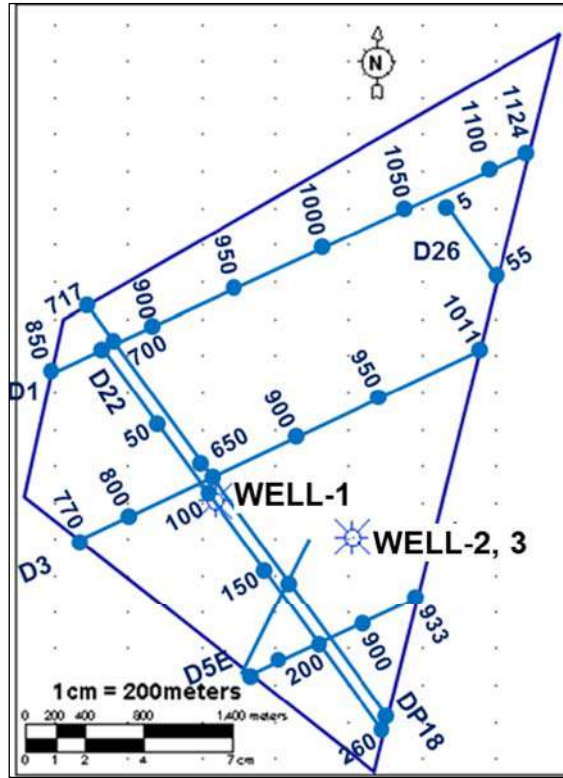 N
1124
1100
1050
5
1000
D26
950
55
717
900
1011
850
700
D1
D22
950
50
900
650
WELL-1
800
100
770
WELL-2, 3
D3
150
933
D5E
200
900
1cm = 200meters
DP18
0 200 400 800 1400 meters
260
0 1 2 4 7 cm